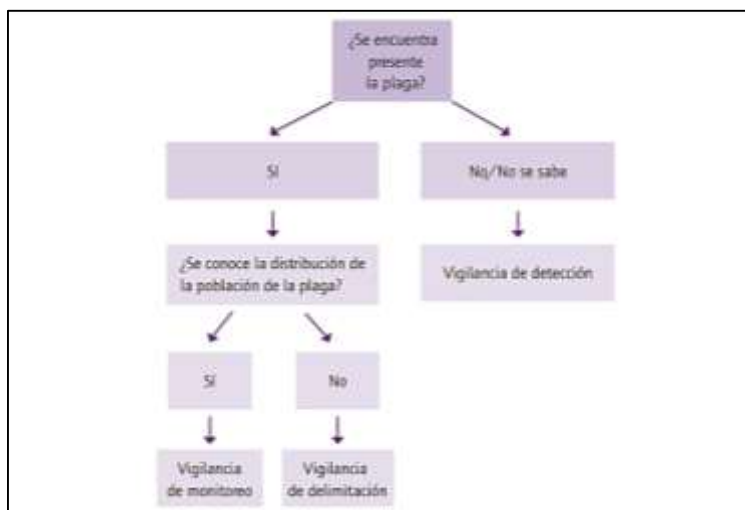 ¿Se encuentra
presente
la plaga?
Sí
No/No se sabe
¿Se conoce la distribución de
la población de la plaga?
Vigilancia de detección
Sí
No
Vigilancia
de monitoreo
Vigilancia
de delimitación